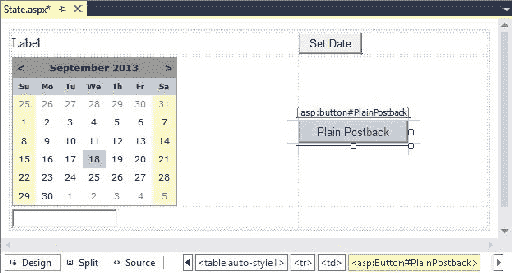 State.aspx*
Label
Set Date
< September 2013 >
Su Mo Tu We Th Fr Sa
25 26 27 28 29 30 31
1 2 3 4 5 6 7
8 9 10 11 12 13 14
15 16 17 18 19 20 21
22 23 24 25 26 27 28
29 30 1 2 3 4 5
asp:button#PlainPostback
Plain Postback
Design Split Source <table.auto-style1> <tr> <td> <asp:Button#PlainPostback>